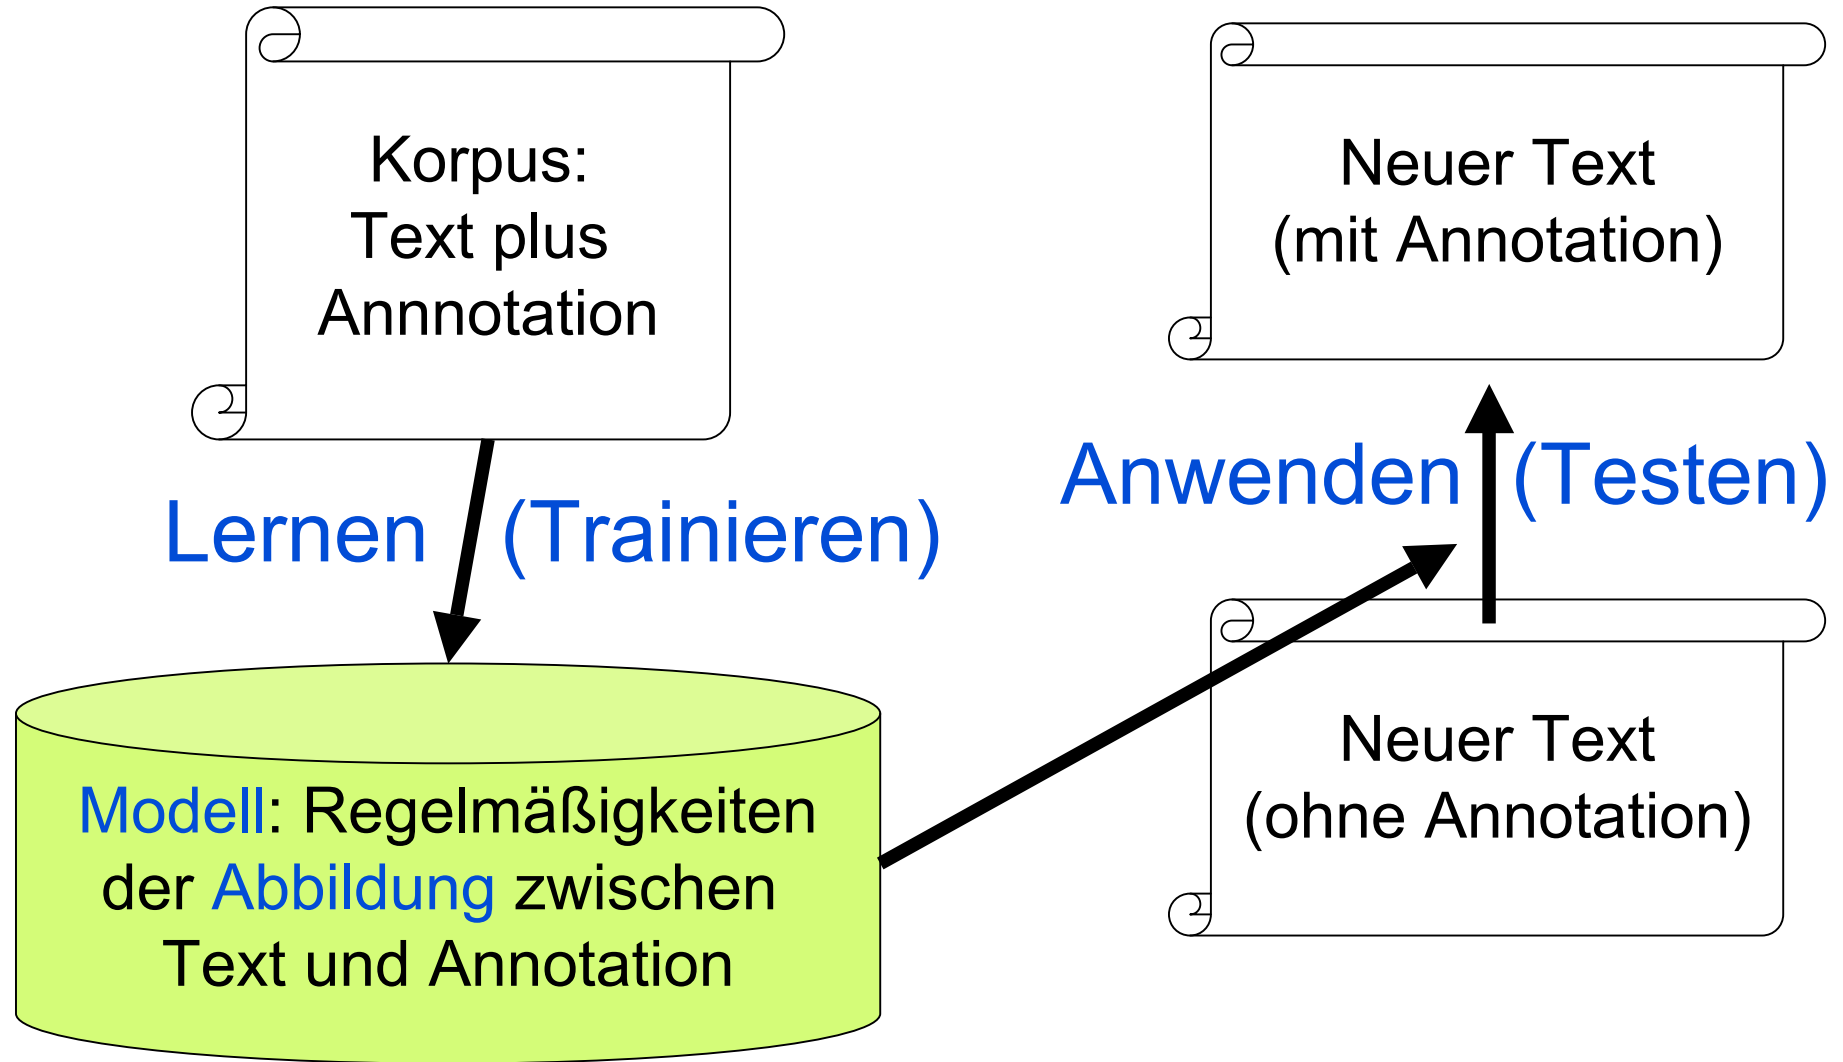 Korpus:
Text plus
Annnotation
Lernen (Trainieren)
Modell: Regelmäßigkeiten
der Abbildung zwischen
Text und Annotation
Neuer Text
(mit Annotation)
Anwenden (Testen)
Neuer Text
(ohne Annotation)